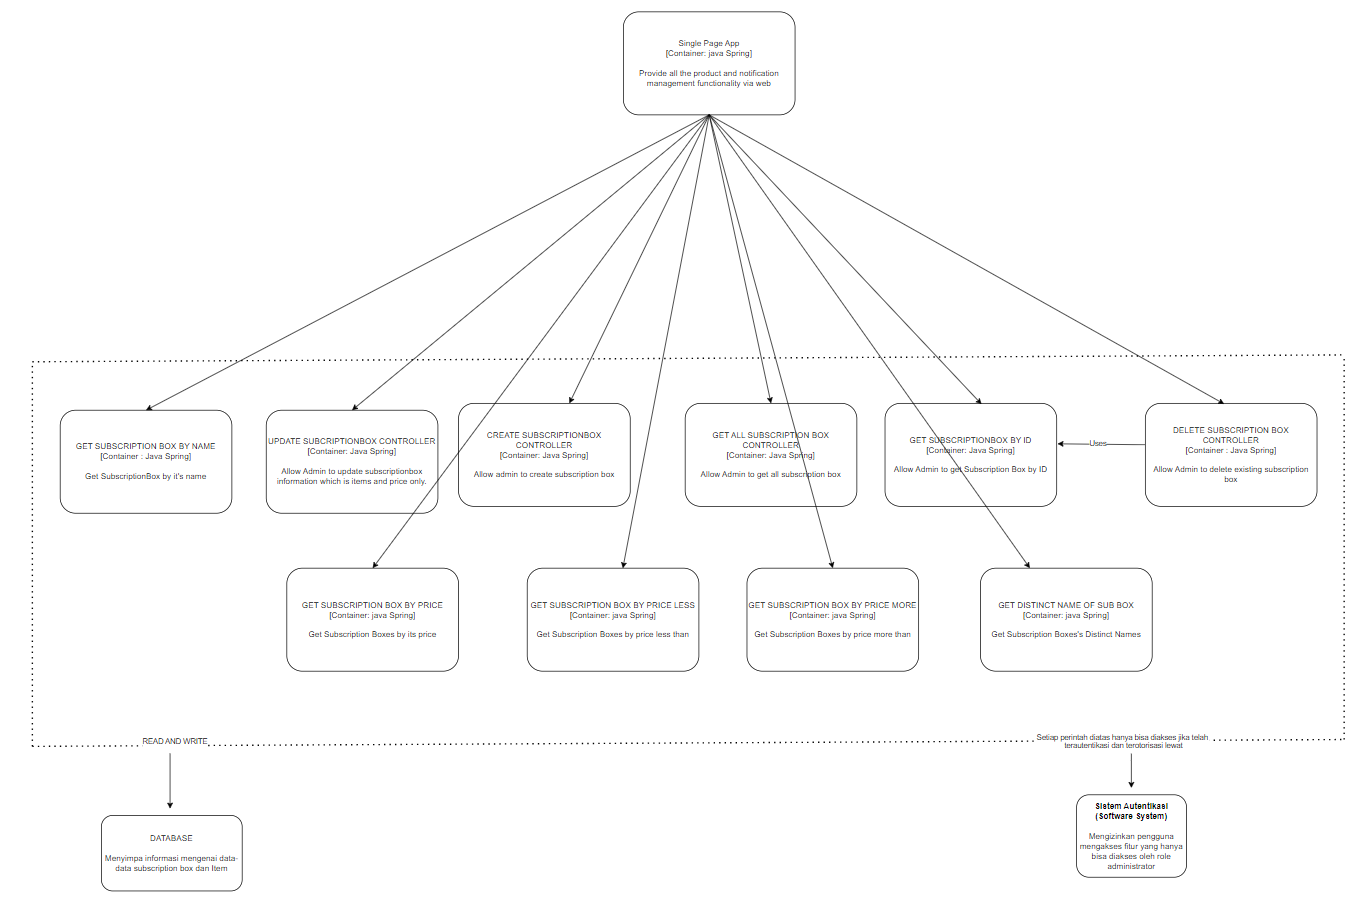 Single Page App
[Container: java Spring]
Provide all the product and notification
management functionality via web
GET SUBSCRIPTION BOX BY NAME
[Container : Java Spring]
Get SubscriptionBox by it's name
UPDATE SUBCRIPTIONBOX CONTROLLER
[Container: Java Spring]
Allow Admin to update subscriptionbox
information which is items and price only.
CREATE SUBSCRIPTIONBOX
CONTROLLER
[Container: Java Spring]
Allow admin to create subscription box
GET ALL SUBSCRIPTION BOX
CONTROLLER
[Container: Java Spring]
Allow Admin to get all subscription box
GET SUBSCRIPTIONBOX BY ID
[Container: Java Spring]
Allow Admin to get Subscription Box by ID
Uses
DELETE SUBSCRIPTION BOX
CONTROLLER
[Container : Java Spring]
Allow Admin to delete existing subscription
box
GET SUBSCRIPTION BOX BY PRICE
[Container: java Spring]
Get Subscription Boxes by its price
GET SUBSCRIPTION BOX BY PRICE LESS
[Container: java Spring]
Get Subscription Boxes by price less than
GET SUBSCRIPTION BOX BY PRICE MORE
[Container: java Spring]
Get Subscription Boxes by price more than
GET DISTINCT NAME OF SUB BOX
[Container: java Spring]
Get Subscription Boxes's Distinct Names
READ AND WRITE
Setiap perintah diatas hanya bisa diakses jika telah
terautentikasi dan terotorisasi lewat
DATABASE
Menyimpa informasi mengenai data-
data subscription box dan Item
Sistem Autentikasi
(Software System)
Mengizinkan pengguna
mengakses fitur yang hanya
bisa diakses oleh role
administrator